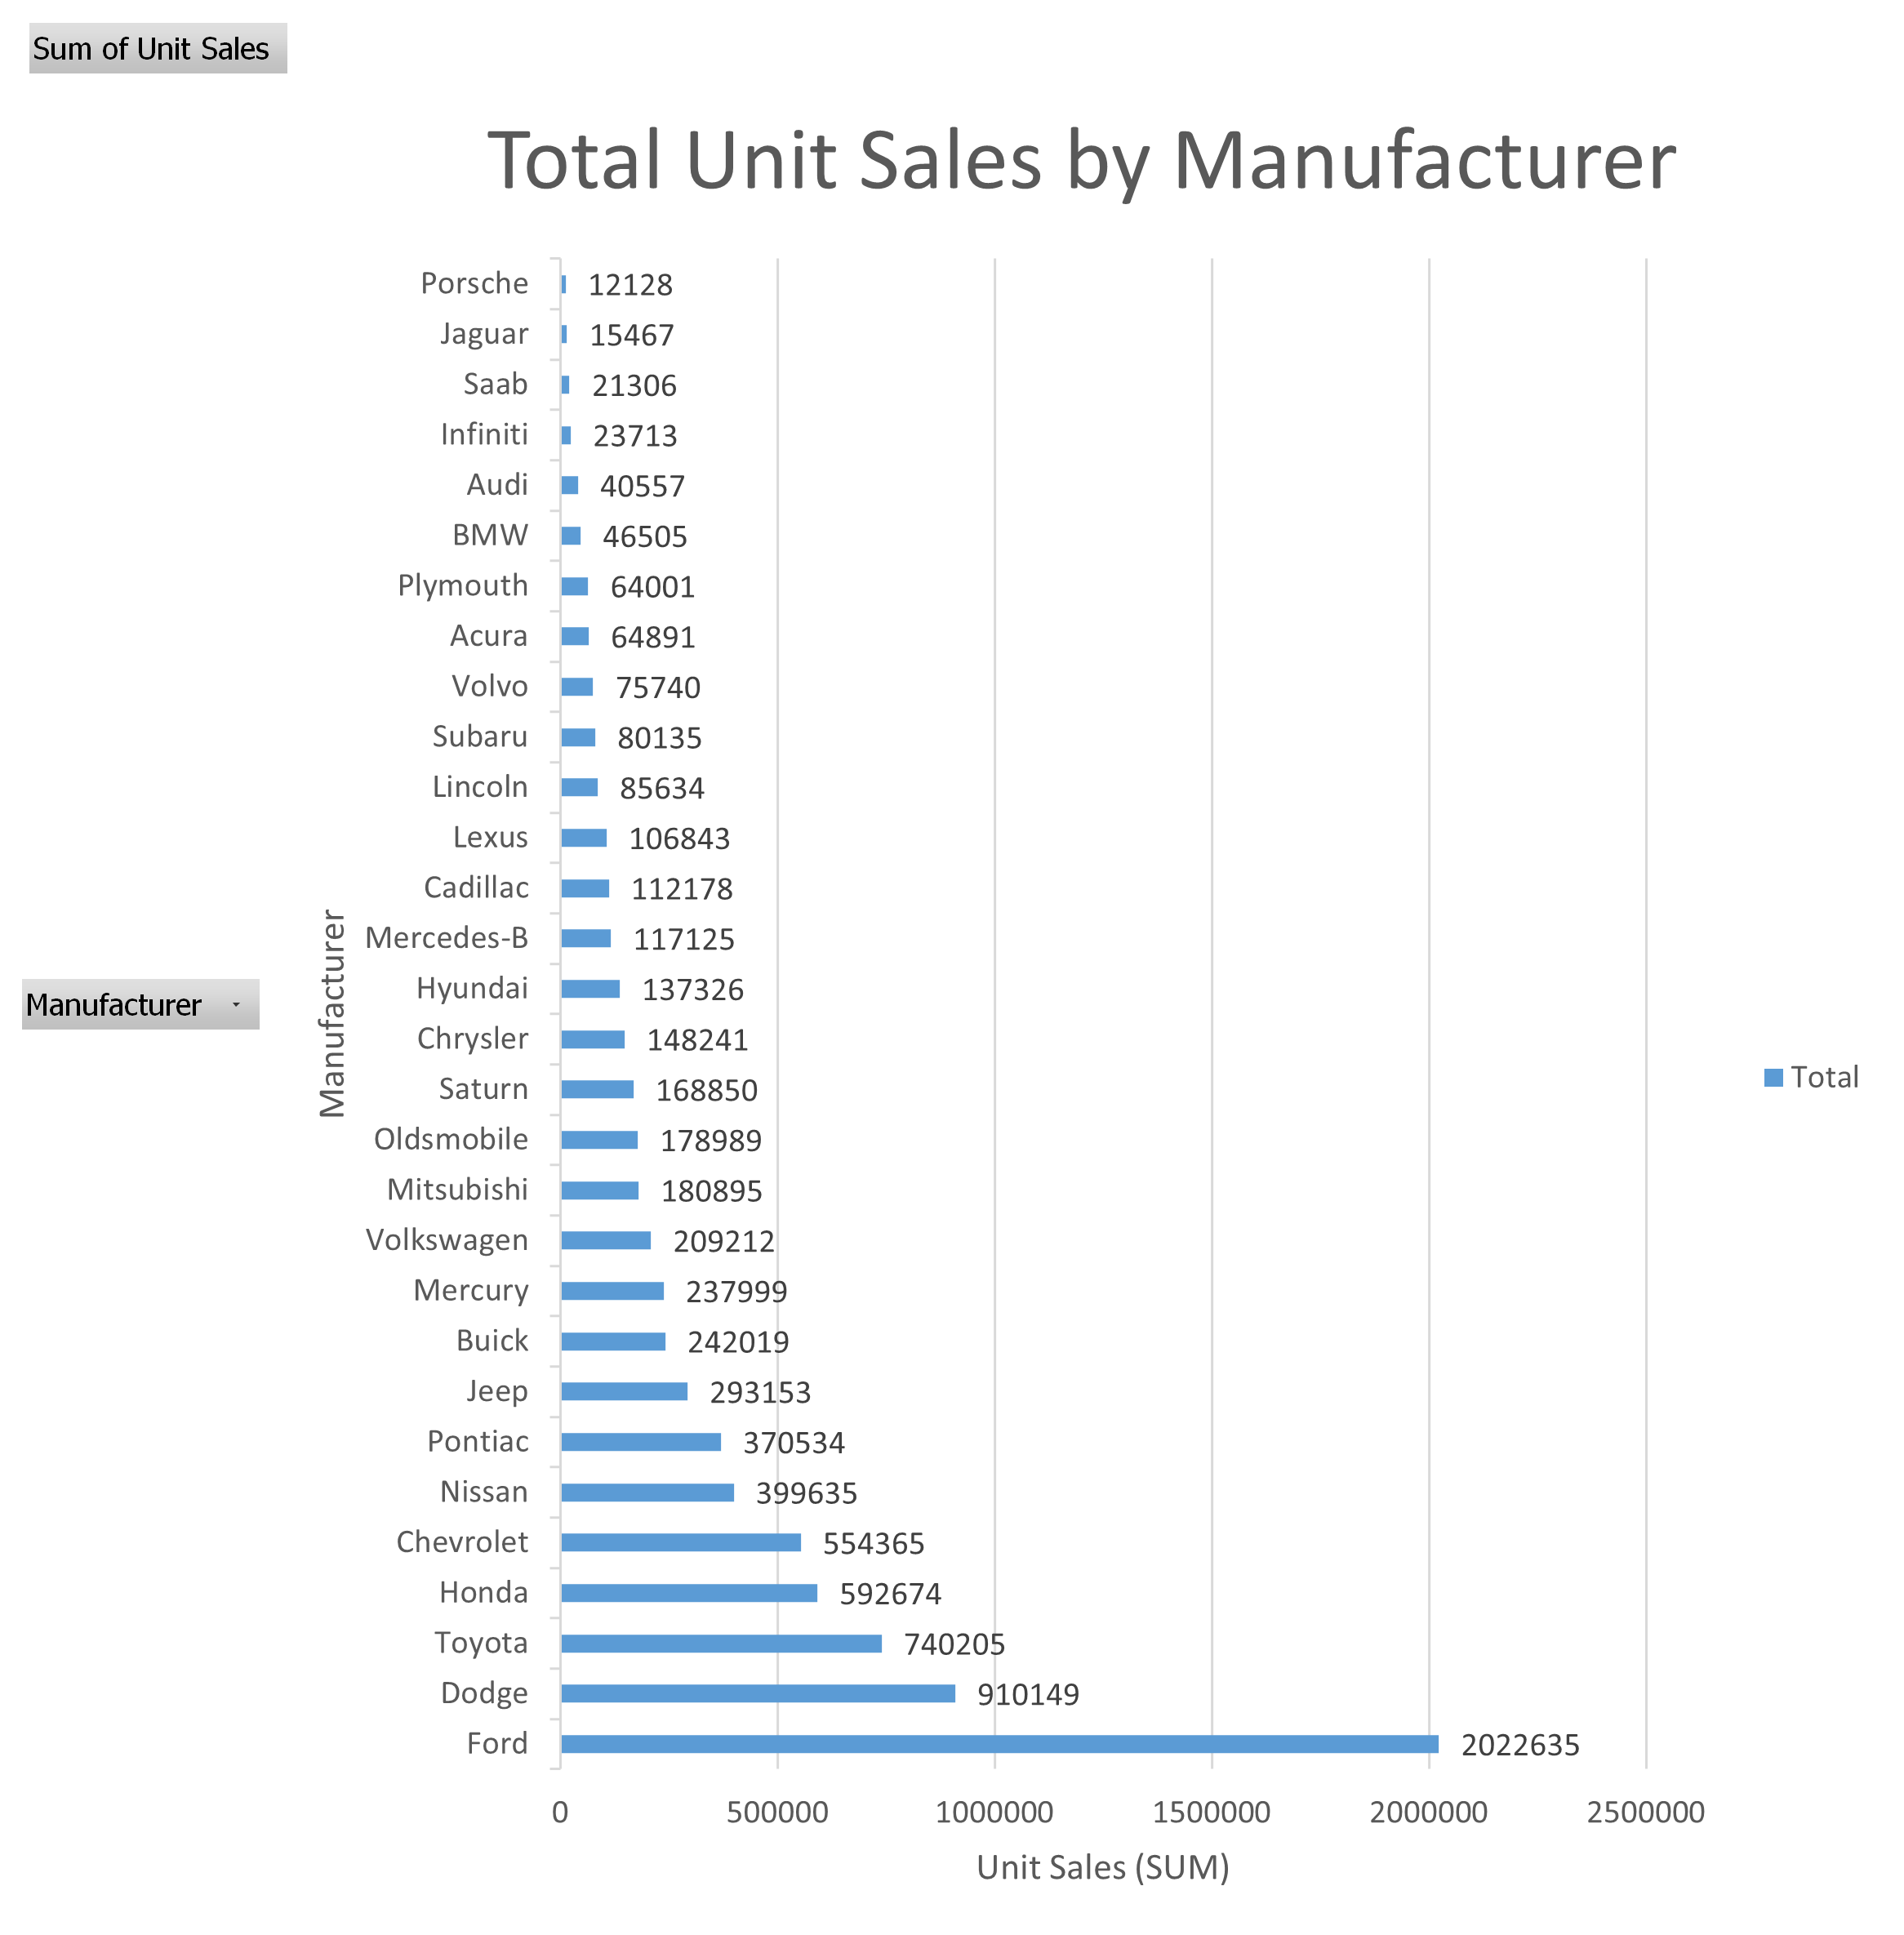 Sum of Unit Sales
Total Unit Sales by Manufacturer
Porsche 12128
Jaguar 15467
Saab 21306
Infiniti 23713
Audi 40557
BMW 46505
Plymouth 64001
Acura 64891
Volvo 75740
Subaru 80135
Lincoln 85634
Lexus 106843
Cadillac 112178
Mercedes-B 117125
Hyundai 137326
Chrysler 148241
Saturn 168850
Oldsmobile 178989
Mitsubishi 180895
Volkswagen 209212
Mercury 237999
Buick 242019
Jeep 293153
Pontiac 370534
Nissan 399635
Chevrolet 554365
Honda 592674
Toyota 740205
Dodge 910149
Ford 2022635
Manufacturer
Manufacturer
Total
0 500000 1000000 1500000 2000000 2500000
Unit Sales (SUM)